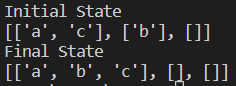 Initial State
[['a', 'c'], ['b'], []]
Final State
[['a', 'b', 'c'], [], []]